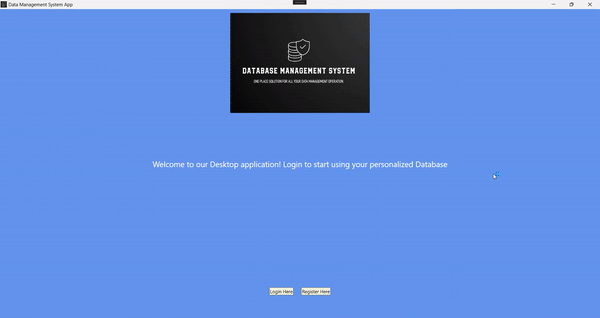 Data Management System App
DATABASE MANAGEMENT SYSTEM
ONE PLACE SOLUTION FOR ALL YOUR DATA MANAGEMENT OPERATION
Welcome to our Desktop application! Login to start using your personalized Database
Login Here
Register Here